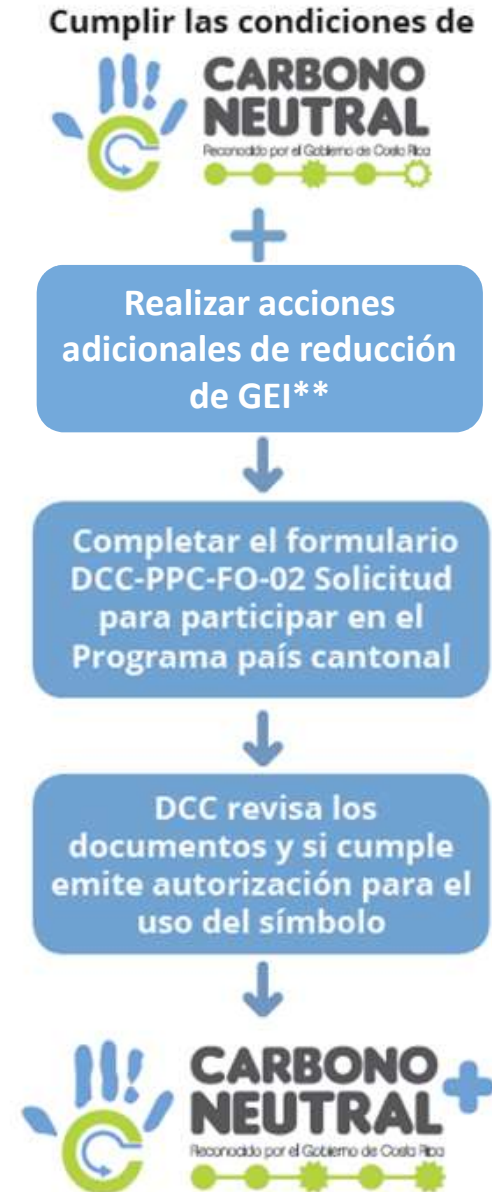 Cumplir las condiciones de
CARBONO
NEUTRAL
Reconocido por el Gobierno de Costa Rica
+
Realizar acciones
adicionales de reducción
de GEI**
Completar el formulario
DCC-PPC-FO-02 Solicitud
para participar en el
Programa país cantonal
DCC revisa los
documentos y si cumple
emite autorización para el
uso del símbolo
CARBONO
NEUTRAL +
Reconocido por el Gobierno de Costa Rica